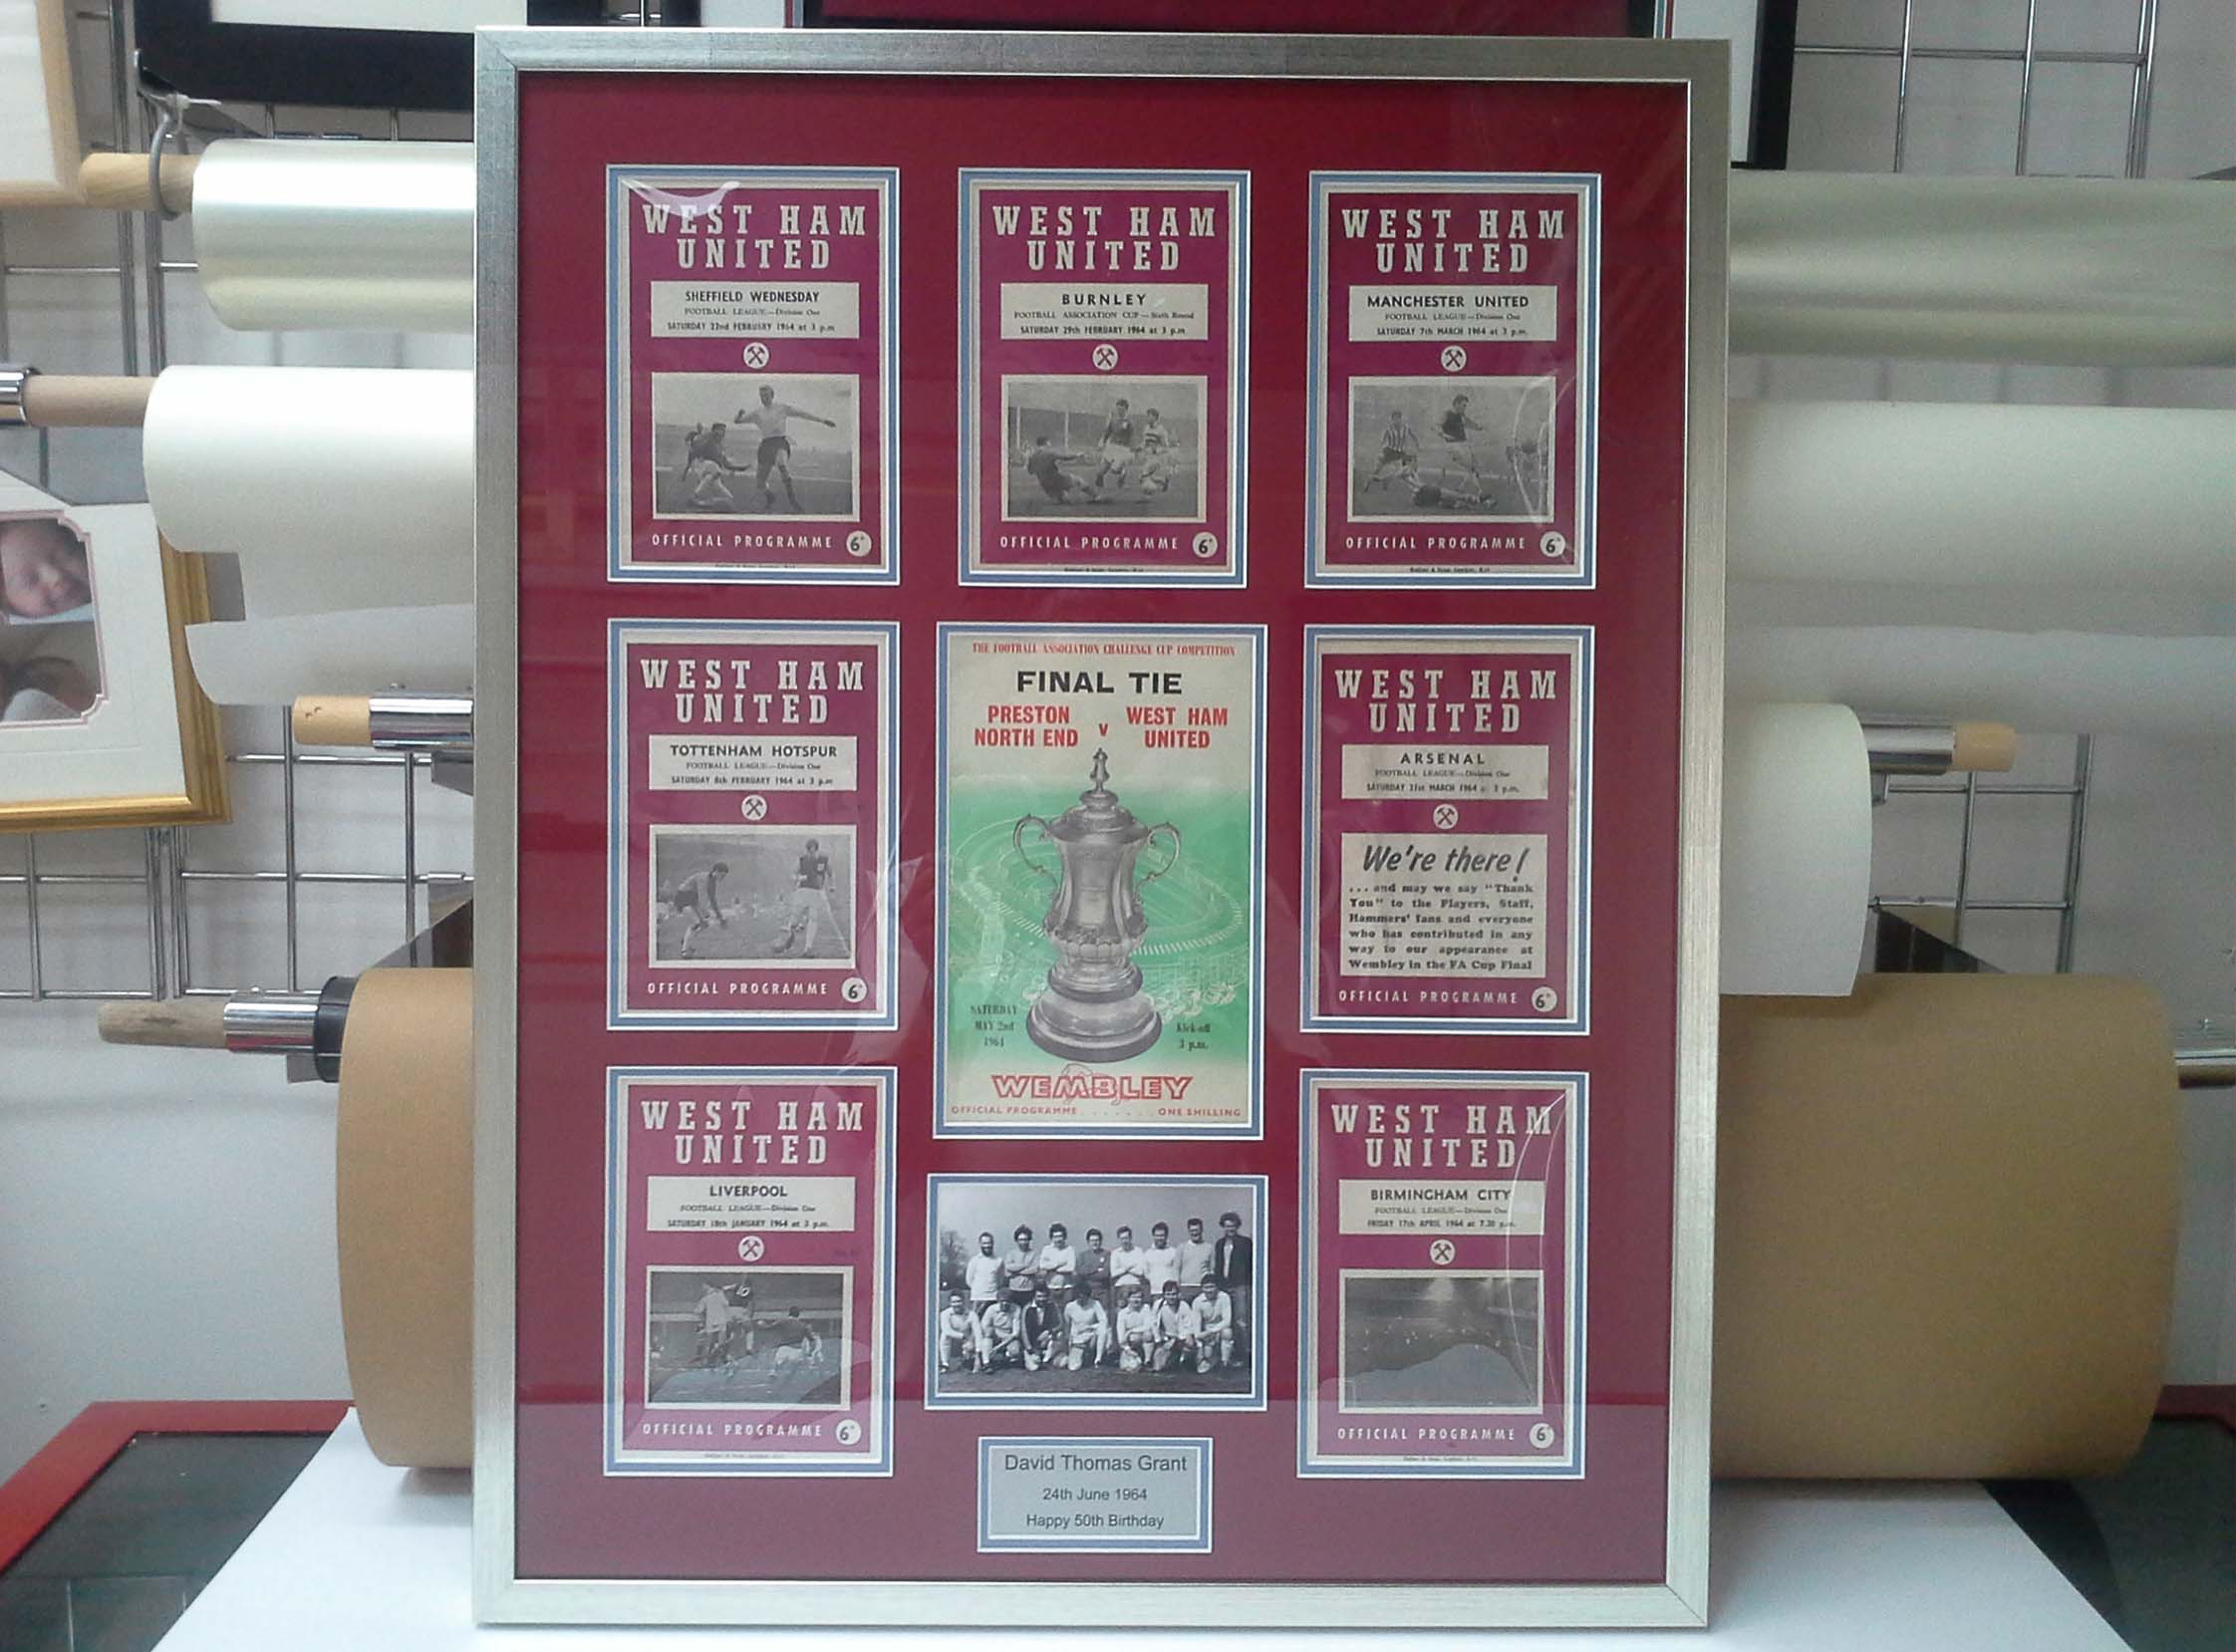 WEST HAM
UNITED
SHEFFIELD WEDNESDAY
FOOTBALL LEAGUE—Division One
SATURDAY 22nd FEBRUARY 1964 at 3 p.m
OFFICIAL PROGRAMME 6D
WEST HAM
UNITED
BURNLEY
FOOTBALL ASSOCIATION CUP — Sixth Round
SATURDAY 29th FEBRUARY 1964 at 3 p.m
OFFICIAL PROGRAMME 6D
WEST HAM
UNITED
MANCHESTER UNITED
FOOTBALL LEAGUE—Division One
SATURDAY 7th MARCH 1964 at 3 p.m.
OFFICIAL PROGRAMME 6D
WEST HAM
UNITED
TOTTENHAM HOTSPUR
FOOTBALL LEAGUE—Division One
SATURDAY 8th FEBRUARY 1964 at 3 p.m
OFFICIAL PROGRAMME 6D
THE FOOTBALL ASSOCIATION CHALLENGE CUP COMPETITION
FINAL TIE
PRESTON NORTH END v WEST HAM UNITED
SATURDAY
MAY 2nd
1964
Kick-off
3 p.m.
WEMBLEY
OFFICIAL PROGRAMME . . . . . . ONE SHILLING
WEST HAM
UNITED
ARSENAL
FOOTBALL LEAGUE—Division One
SATURDAY 21st MARCH 1964 at 3 p.m.
We're there!
... and may we say "Thank
You" to the Players, Staff,
Hammers' fans and everyone
who has contributed in any
way to our appearance at
Wembley in the FA Cup Final
OFFICIAL PROGRAMME 6D
WEST HAM
UNITED
LIVERPOOL
FOOTBALL LEAGUE—Division One
SATURDAY 18th JANUARY 1964 at 3 p.m.
OFFICIAL PROGRAMME 6D
WEST HAM
UNITED
BIRMINGHAM CITY
FOOTBALL LEAGUE—Division One
FRIDAY 17th APRIL 1964 at 7.30 p.m.
OFFICIAL PROGRAMME 6
David Thomas Grant
24th June 1964
Happy 50th Birthday